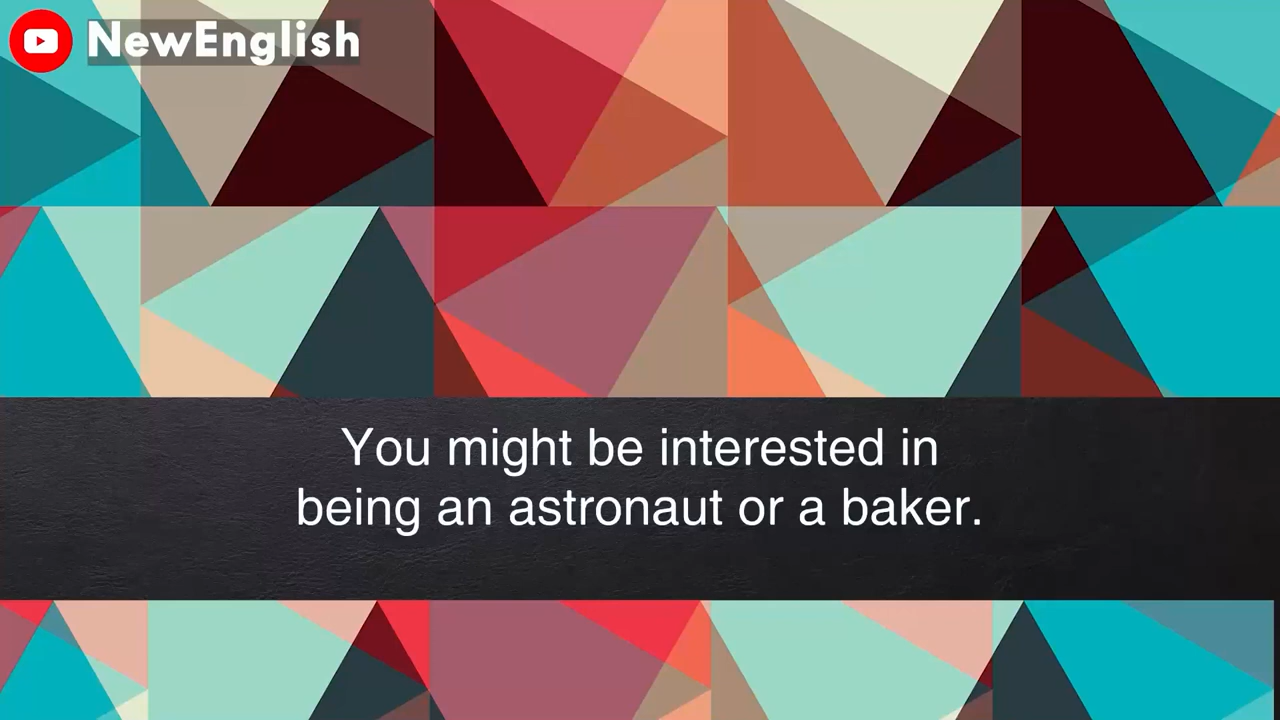 NewEnglish
You might be interested in
being an astronaut or a baker.